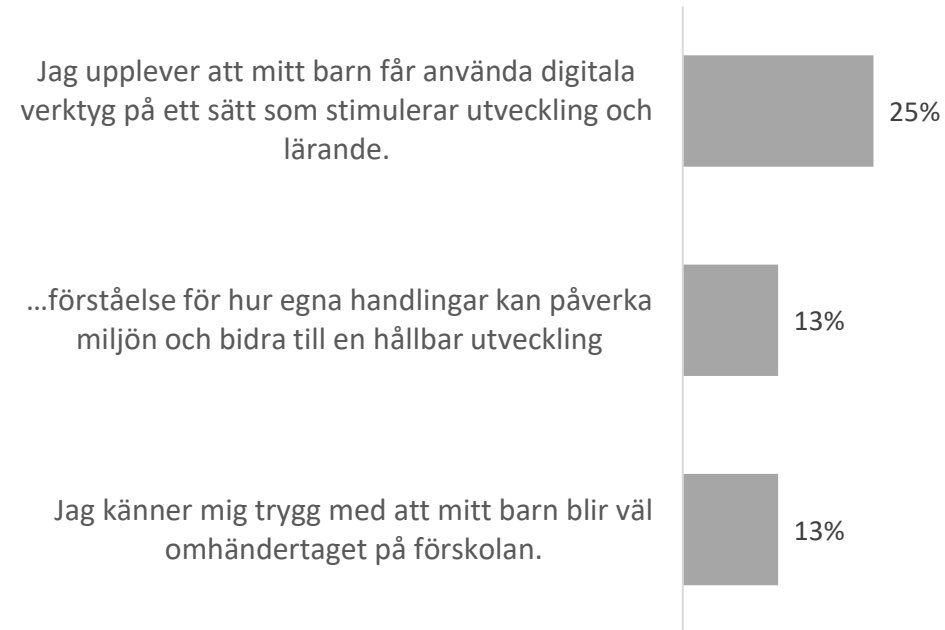 Jag upplever att mitt barn får använda digitala
verktyg på ett sätt som stimulerar utveckling och
lärande.
25%
…förståelse för hur egna handlingar kan påverka
miljön och bidra till en hållbar utveckling
13%
Jag känner mig trygg med att mitt barn blir väl
omhändertaget på förskolan.
13%